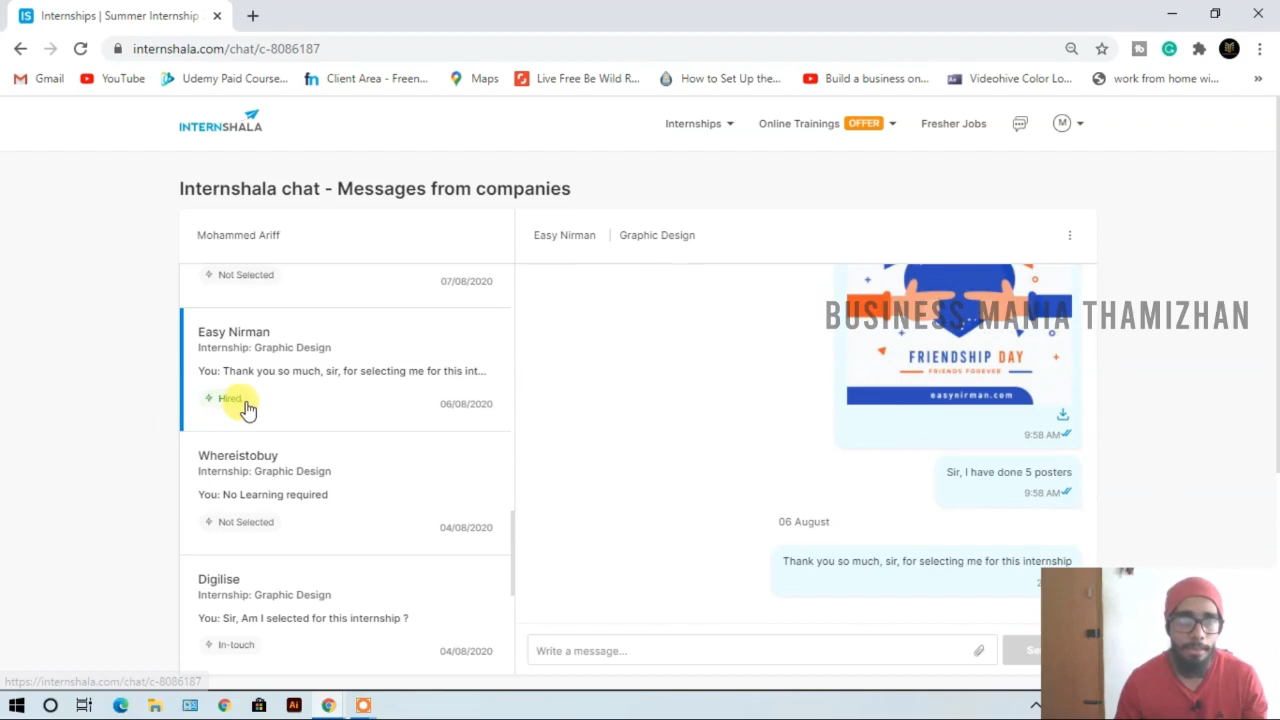 Internships | Summer Internship
internshala.com/chat/c-8086187
Gmail
YouTube
Udemy Paid Course...
Client Area - Freen...
Maps
Live Free Be Wild R...
How to Set Up the...
Build a business on...
Videohive Color Lo...
work from home wi...
INTERNSHALA
Internships
Online Trainings OFFER
Fresher Jobs
M
Internshala chat - Messages from companies
Mohammed Ariff
Not Selected
07/08/2020
Easy Nirman
Internship: Graphic Design
You: Thank you so much, sir, for selecting me for this int...
Hired
06/08/2020
Whereistobuy
Internship: Graphic Design
You: No Learning required
Not Selected
04/08/2020
Digilise
Internship: Graphic Design
You: Sir, Am I selected for this internship ?
In-touch
04/08/2020
Easy Nirman | Graphic Design
BUSINESS MANIA THAMIZHAN
FRIENDSHIP DAY
FRIENDS FOREVER
easynirman.com
9:58 AM
Sir, I have done 5 posters
9:58 AM
06 August
Thank you so much, sir, for selecting me for this internship
Write a message...
https://internshala.com/chat/c-8086187